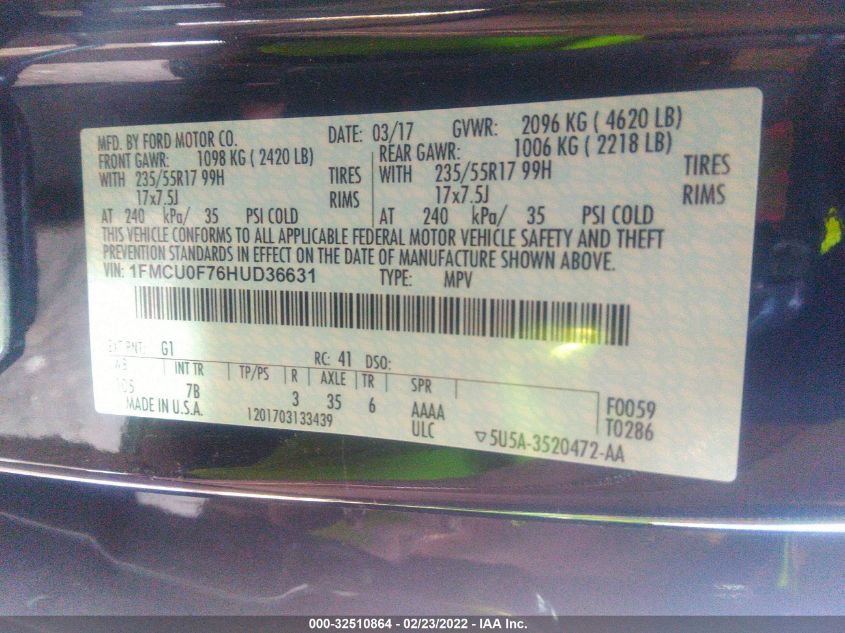 MFD. BY FORD MOTOR CO. DATE: 03/17 GVWR: 2096 KG ( 4620 LB)
FRONT GAWR: 1098 KG ( 2420 LB) REAR GAWR: 1006 KG ( 2218 LB)
WITH 235/55R17 99H TIRES WITH 235/55R17 99H TIRES
17x7.5J RIMS 17x7.5J RIMS
AT 240 kPa/ 35 PSI COLD AT 240 kPa/ 35 PSI COLD
THIS VEHICLE CONFORMS TO ALL APPLICABLE FEDERAL MOTOR VEHICLE SAFETY AND THEFT
PREVENTION STANDARDS IN EFFECT ON THE DATE OF MANUFACTURE SHOWN ABOVE.
VIN: 1FMCU0F76HUD36631 TYPE: MPV
EXT PNT: G1 RC: 41 DSO:
WB INT TR TP/PS R AXLE TR SPR
105 7B 3 35 6 AAAA F0059
MADE IN U.S.A. 1201703133439 ULC T0286
▽5U5A-3520472-AA
000-32510864 - 02/23/2022 - IAA Inc.